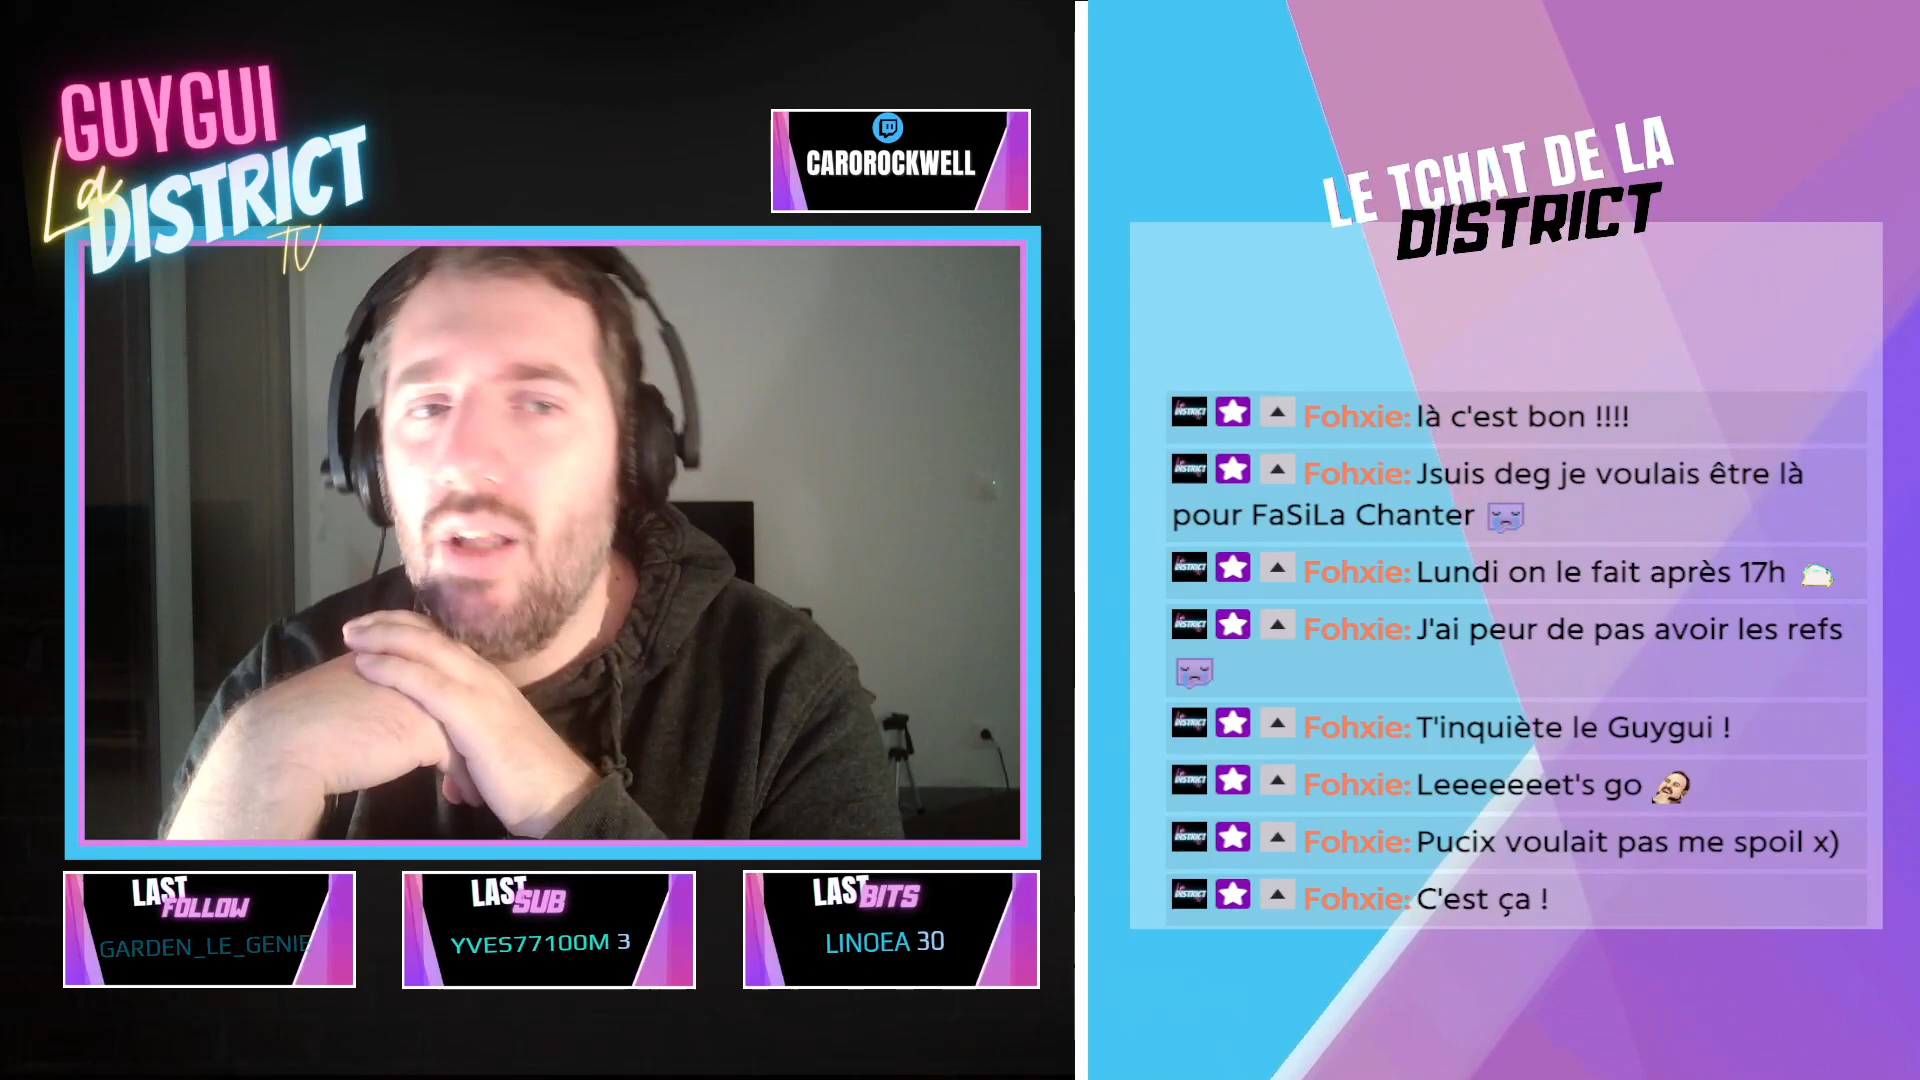 GUYGUI
La
DISTRICT
TV
CAROROCKWELL
LAST
FOLLOW
GARDEN_LE_GENIE
LAST
SUB
YVES77100M 3
LAST
BITS
LINOEA 30
LE TCHAT DE LA
DISTRICT
Fohxie: là c'est bon !!!!
Fohxie: Jsuis deg je voulais être là
pour FaSiLa Chanter
Fohxie: Lundi on le fait après 17h
Fohxie: J'ai peur de pas avoir les refs
Fohxie: T'inquiète le Guygui !
Fohxie: Leeeeeeet's go
Fohxie: Pucix voulait pas me spoil x)
Fohxie: C'est ça !